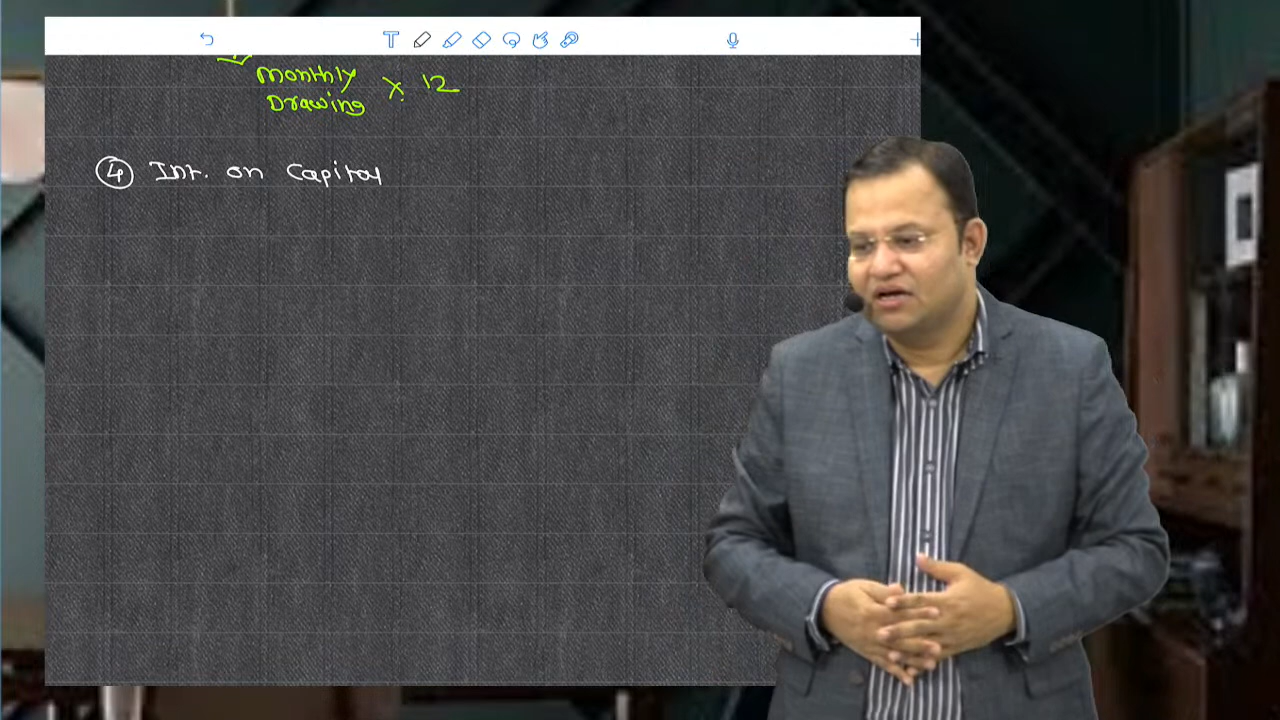 Monthly
Drawing × 12
④ Int. on Capital